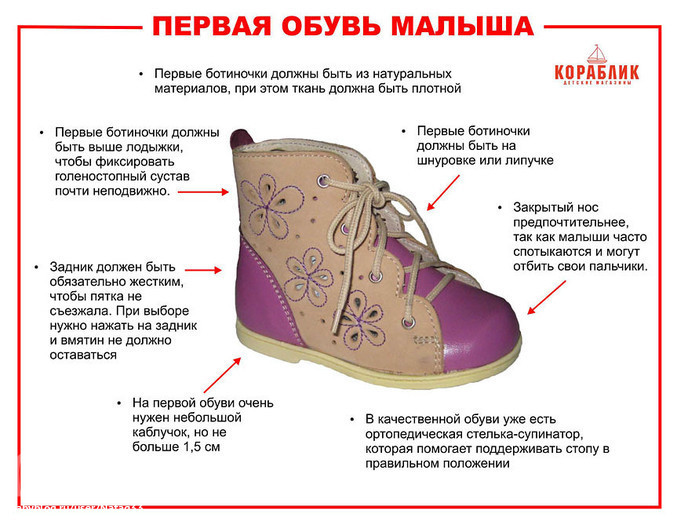 ПЕРВАЯ ОБУВЬ МАЛЫША
КОРАБЛИК
ДЕТСКИЕ МАГАЗИНЫ
• Первые ботиночки должны быть из натуральных
материалов, при этом ткань должна быть плотной
• Первые ботиночки должны
быть выше лодыжки,
чтобы фиксировать
голеностопный сустав
почти неподвижно.
• Первые ботиночки
должны быть на
шнуровке или липучке
• Закрытый нос
предпочтительнее,
так как малыши часто
спотыкаются и могут
отбить свои пальчики.
• Задник должен быть
обязательно жестким,
чтобы пятка не
съезжала. При выборе
нужно нажать на задник
и вмятин не должно
оставаться
• На первой обуви очень
нужен небольшой
каблучок, но не
больше 1,5 см
• В качественной обуви уже есть
ортопедическая стелька-супинатор,
которая помогает поддерживать стопу в
правильном положении